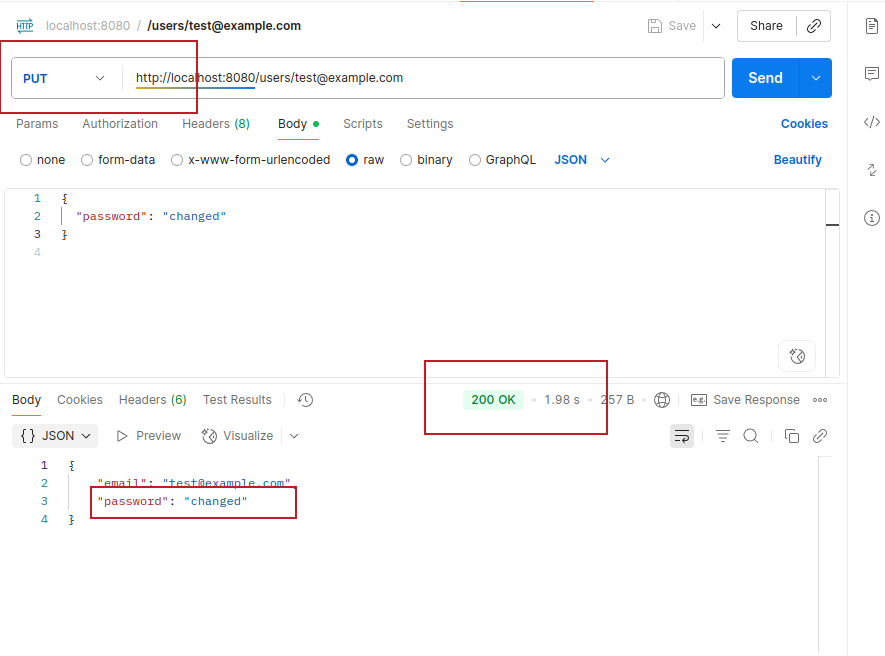 HTTP localhost:8080 / /users/test@example.com Save Share
PUT http://localhost:8080/users/test@example.com Send
Params Authorization Headers (8) Body Scripts Settings Cookies
none form-data x-www-form-urlencoded raw binary GraphQL JSON Beautify
1 {
2 "password": "changed"
3 }
4
Body Cookies Headers (6) Test Results 200 OK • 1.98 s • 257 B • e.g. Save Response
{} JSON Preview Visualize
1 {
2 "email": "test@example.com",
3 "password": "changed"
4 }